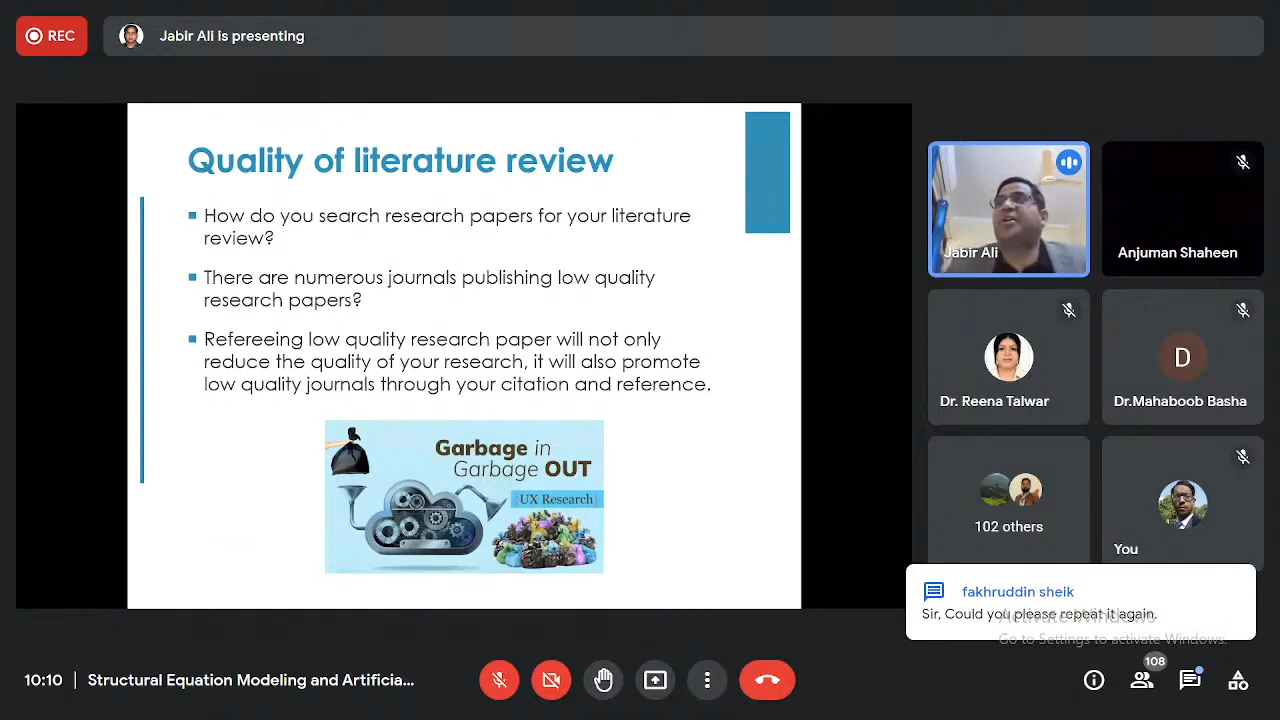 REC
Jabir Ali is presenting
Quality of literature review
How do you search research papers for your literature
review?
There are numerous journals publishing low quality
research papers?
Refereeing low quality research paper will not only
reduce the quality of your research, it will also promote
low quality journals through your citation and reference.
Garbage in
Garbage OUT
UX Research
Jabir Ali
Anjuman Shaheen
Dr. Reena Talwar
D
Dr.Mahaboob Basha
102 others
You
fakhruddin sheik
Sir, Could you please repeat it again.
Activate Windows
Go to Settings to activate Windows.
10:10
Structural Equation Modeling and Artificia...
108